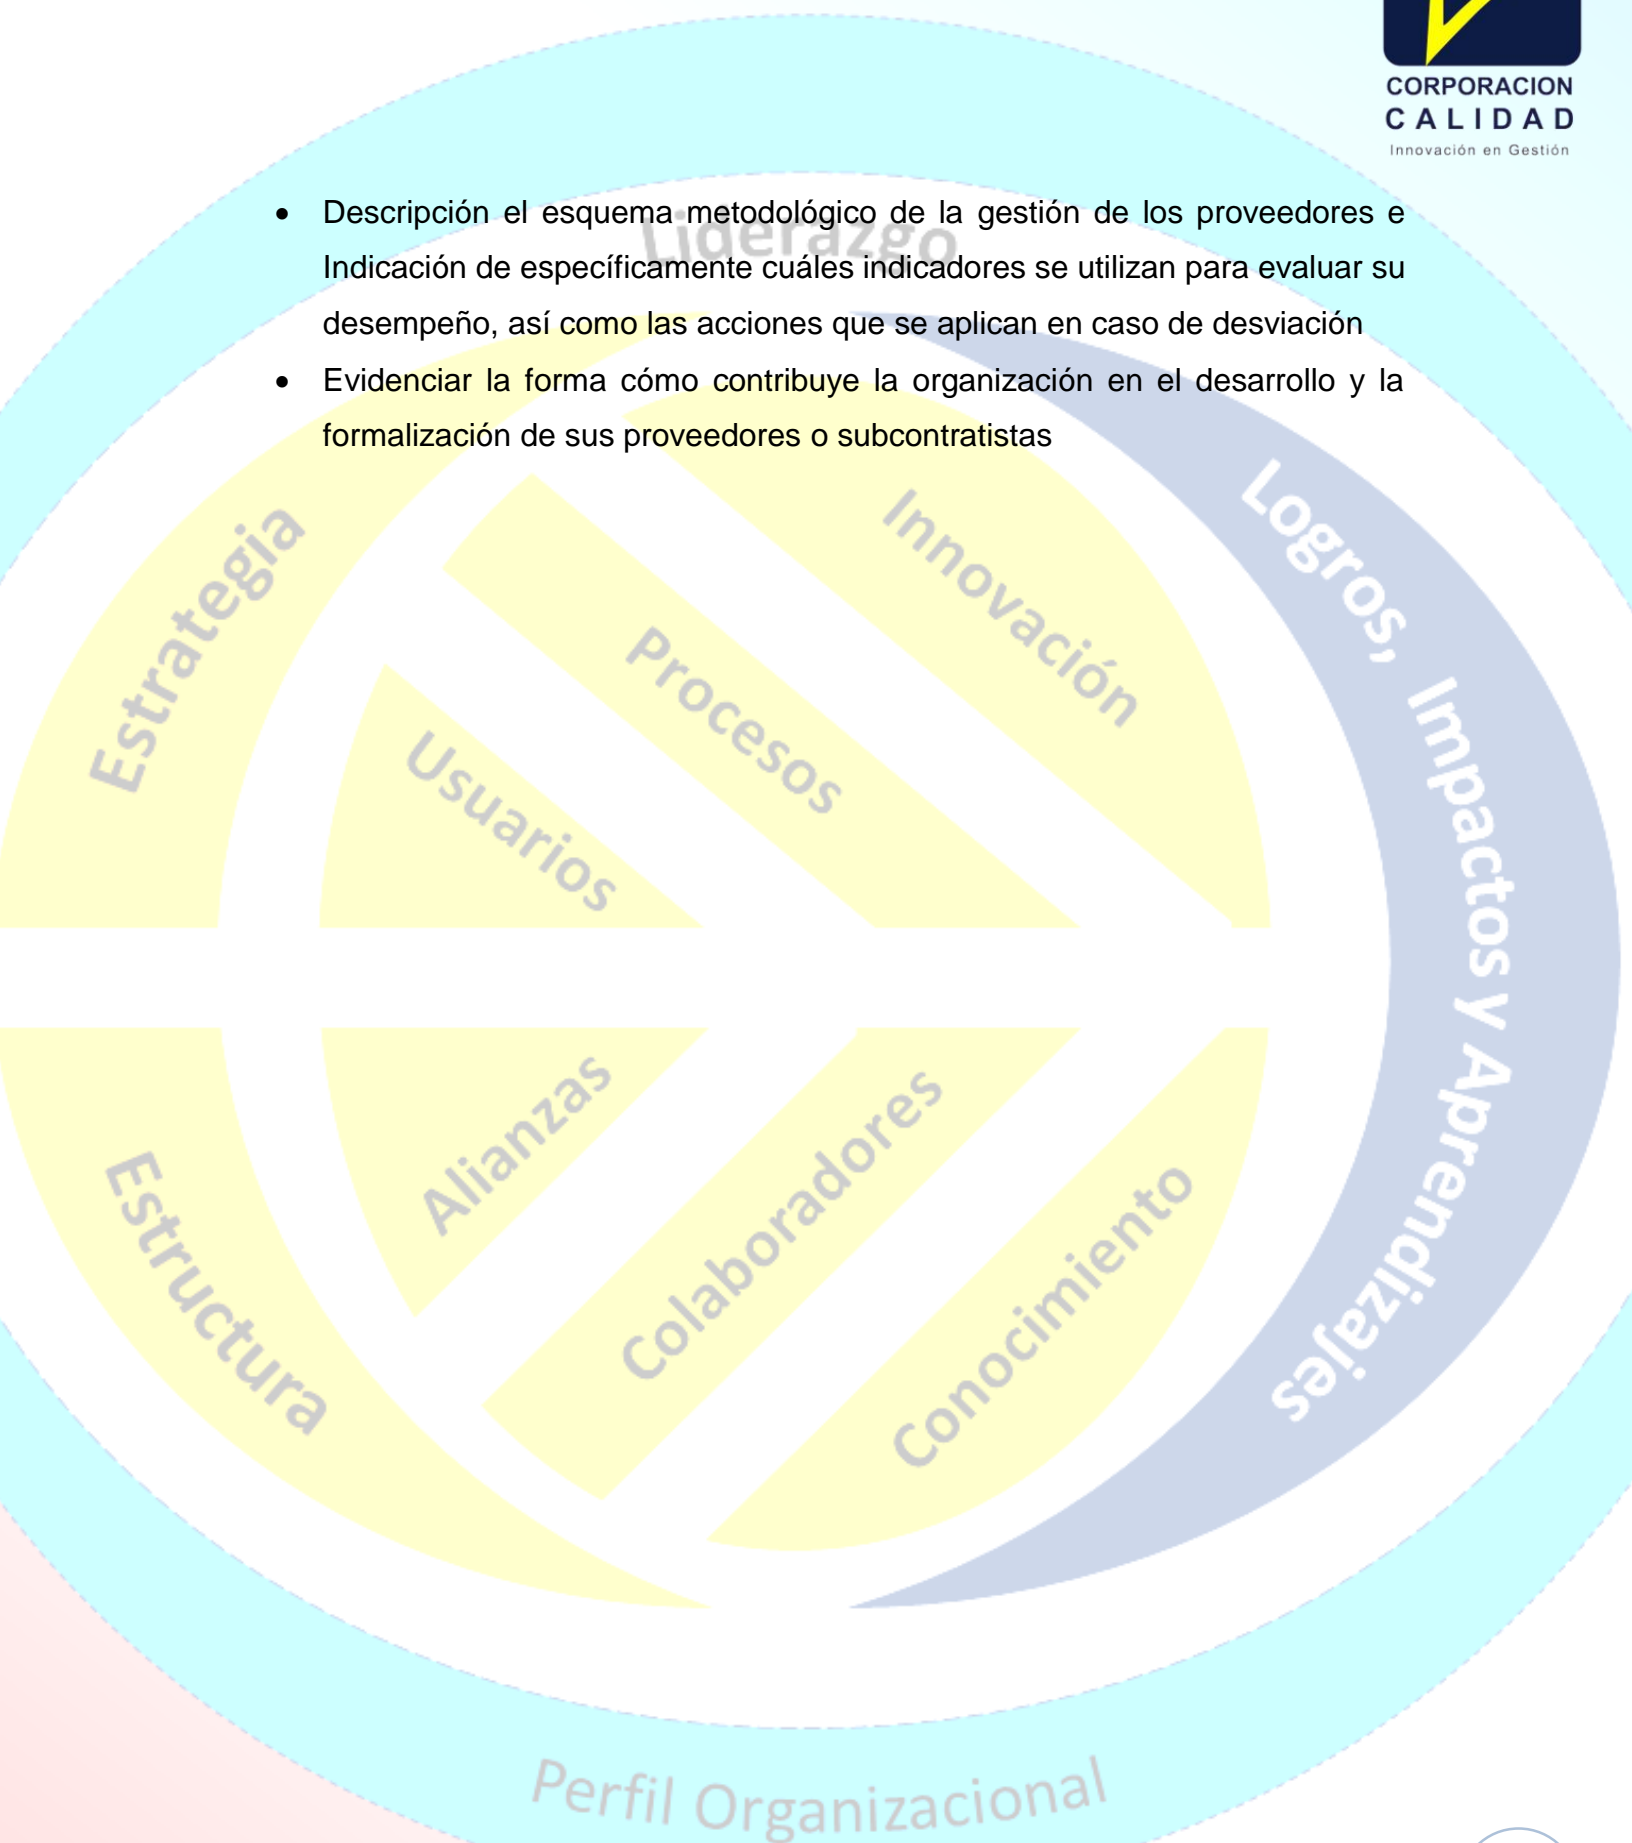 CORPORACION
CALIDAD
Innovación en Gestión
• Descripción el esquema metodológico de la gestión de los proveedores e
Indicación de específicamente cuáles indicadores se utilizan para evaluar su
desempeño, así como las acciones que se aplican en caso de desviación
• Evidenciar la forma cómo contribuye la organización en el desarrollo y la
formalización de sus proveedores o subcontratistas
Liderazgo
Estrategia
Usuarios
Procesos
Innovación
Logros, Impactos y Aprendizajes
Estructura
Alianzas
Colaboradores
Conocimiento
Perfil Organizacional